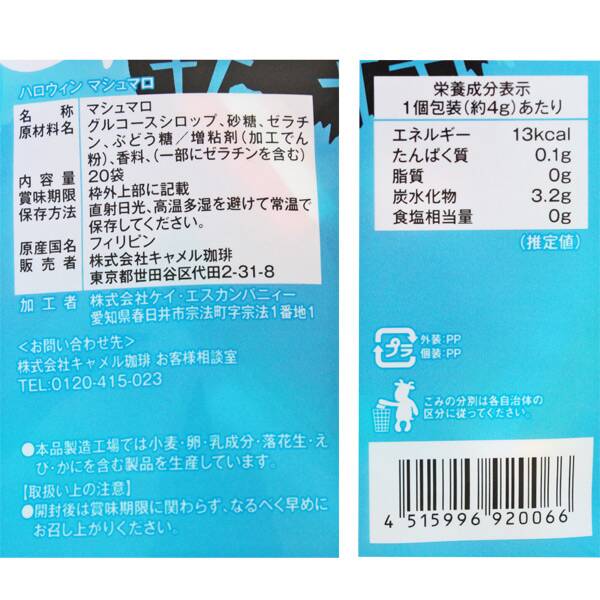 ハロウィン マシュマロ
名称 マシュマロ
原材料名 グルコースシロップ、砂糖、ゼラチ
ン、ぶどう糖／増粘剤(加工でん
粉)、香料、(一部にゼラチンを含む)
内容量 20袋
賞味期限 枠外上部に記載
保存方法 直射日光、高温多湿を避けて常温で
保存してください。
原産国名 フィリピン
販売者 株式会社キャメル珈琲
東京都世田谷区代田2-31-8
加工者 株式会社ケイ・エスカンパニィー
愛知県春日井市宗法町字宗法1番地1
<お問い合わせ先>
株式会社キャメル珈琲 お客様相談室
TEL:0120-415-023
●本品製造工場では小麦・卵・乳成分・落花生・え
び・かにを含む製品を生産しています。
【取扱い上の注意】
●開封後は賞味期限に関わらず、なるべく早めに
お召し上がりください。
栄養成分表示
1個包装(約4g)あたり
エネルギー 13kcal
たんぱく質 0.1g
脂質 0g
炭水化物 3.2g
食塩相当量 0g
(推定値)
プラ
外装:PP
個装:PP
ごみの分別は各自治体の
区分に従ってください。
4 515996 920066